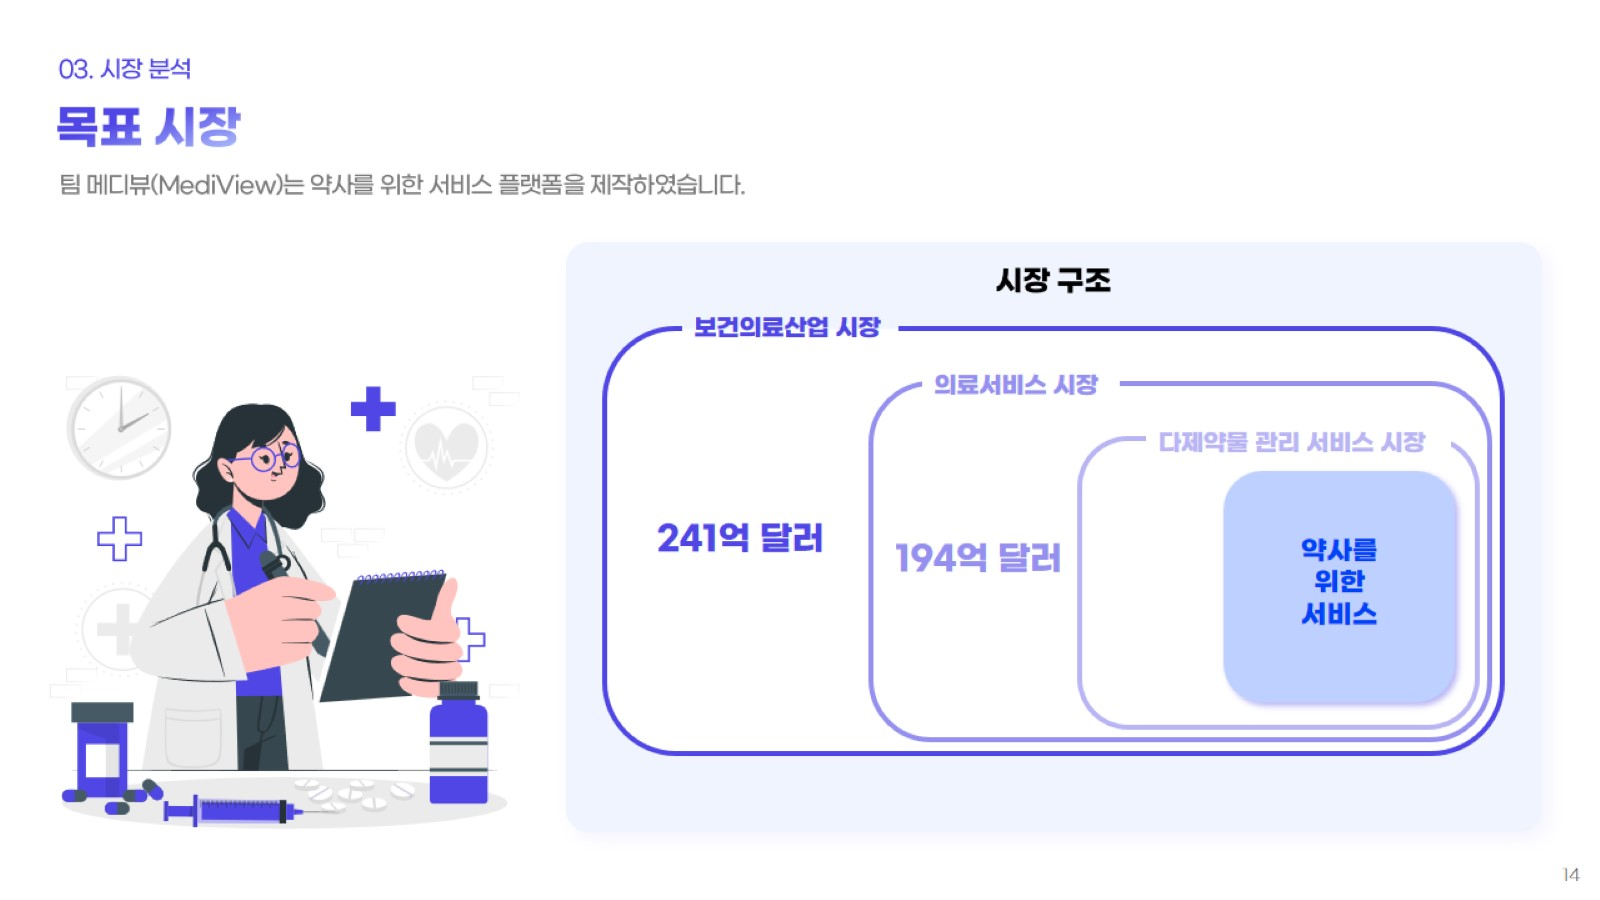 03. 시장 분석
목표 시장
팀 메디뷰(MediView)는 약사를 위한 서비스 플랫폼을 제작하였습니다.
시장 구조
보건의료산업 시장
의료서비스 시장
다제약물 관리 서비스 시장
241억 달러
194억 달러
약사를
위한
서비스
14